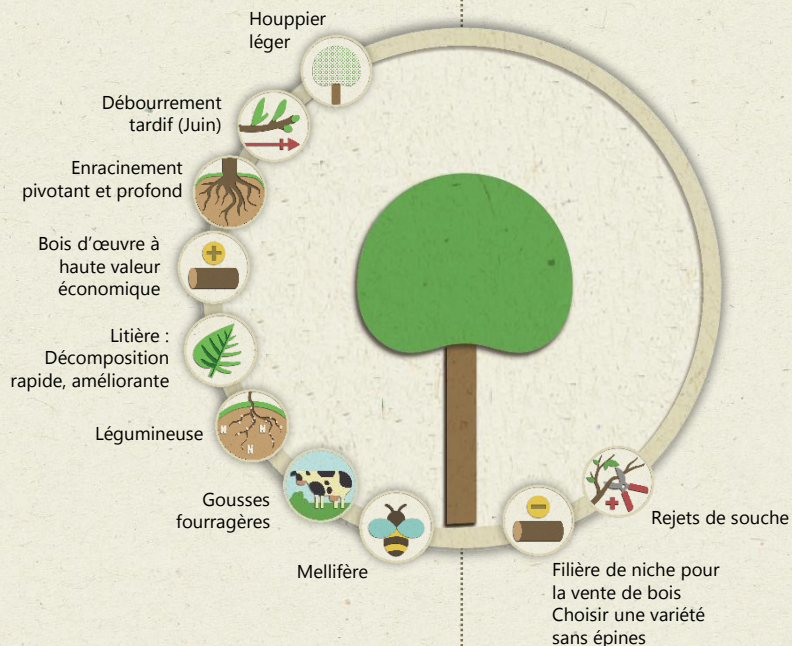 Houppier
léger
Débourrement
tardif (Juin)
Enracinement
pivotant et profond
Bois d'œuvre à
haute valeur
économique
Litière :
Décomposition
rapide, améliorante
Légumineuse
N
N
N
Gousses
fourragères
Mellifère
Rejets de souche
Filière de niche pour
la vente de bois
Choisir une variété
sans épines